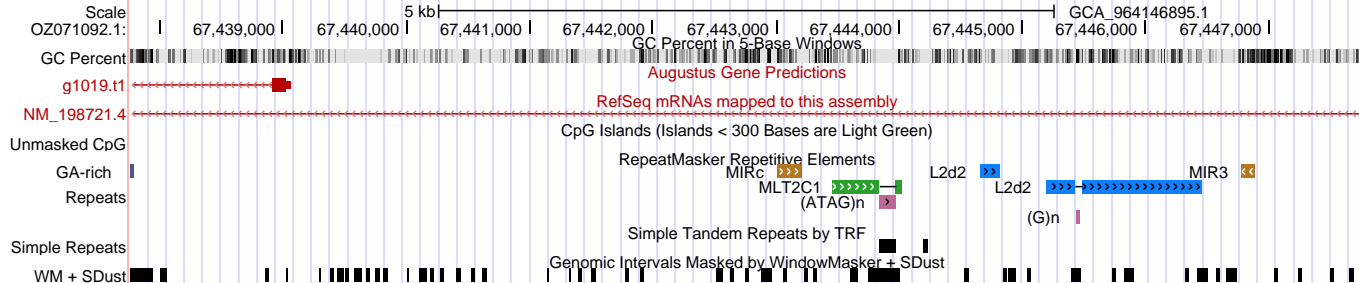 Scale 5 kb GCA_964146895.1
OZ071092.1: 67,439,000 67,440,000 67,441,000 67,442,000 67,443,000 67,444,000 67,445,000 67,446,000 67,447,000
GC Percent in 5-Base Windows
GC Percent
Augustus Gene Predictions
g1019.t1
RefSeq mRNAs mapped to this assembly
NM_198721.4
CpG Islands (Islands < 300 Bases are Light Green)
Unmasked CpG
RepeatMasker Repetitive Elements
GA-rich MIRc L2d2 MIR3
MLT2C1 L2d2
Repeats
(ATAG)n
(G)n
Simple Tandem Repeats by TRF
Simple Repeats
Genomic Intervals Masked by WindowMasker + SDust
WM + SDust